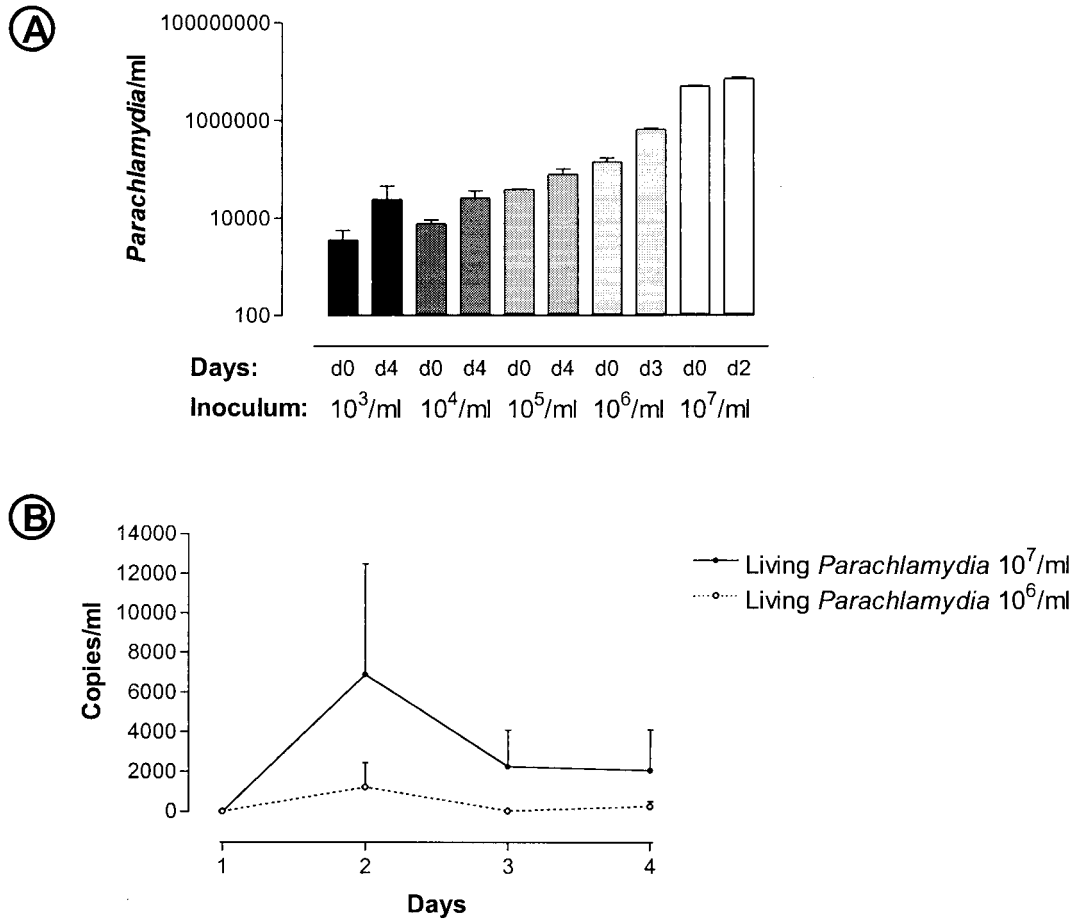 A
Parachlamydia/ml
100000000
1000000
10000
100
Days: d0 d4 d0 d4 d0 d4 d0 d3 d0 d2
Inoculum: 10³/ml 10⁴/ml 10⁵/ml 10⁶/ml 10⁷/ml
B
Copies/ml
14000
12000
10000
8000
6000
4000
2000
0
1 2 3 4
Days
Living Parachlamydia 10⁷/ml
Living Parachlamydia 10⁶/ml